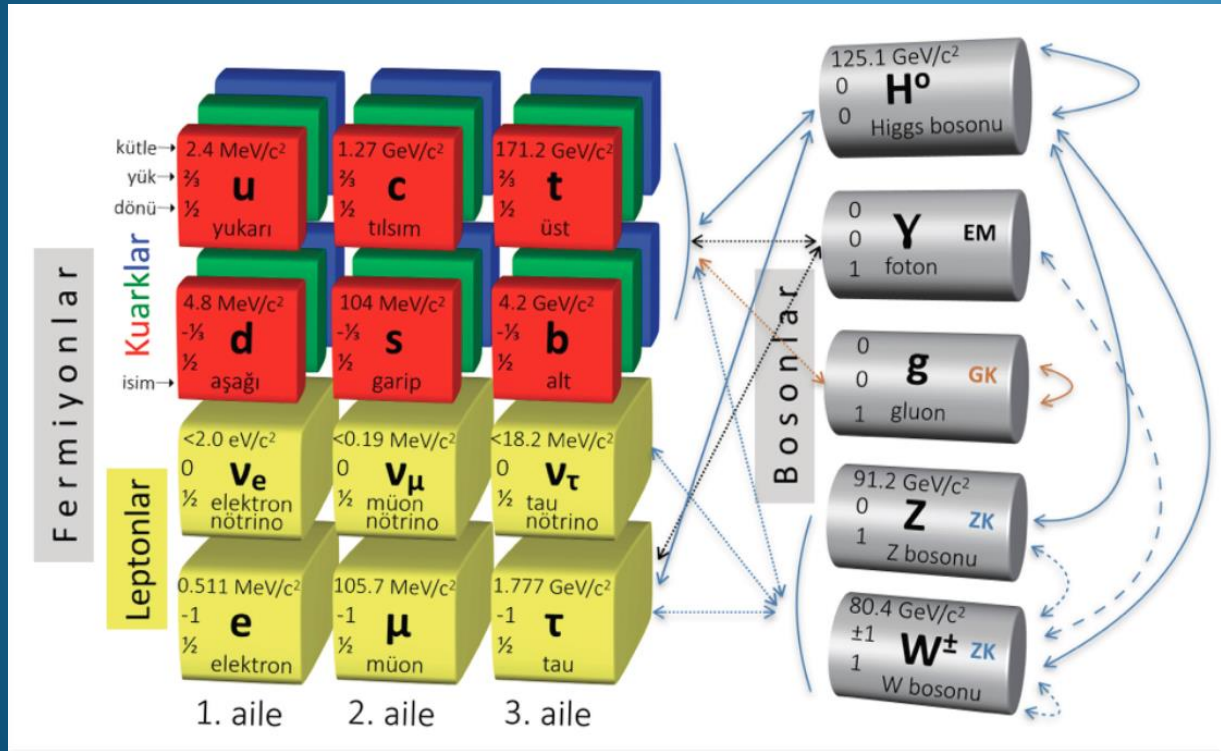 Fermiyonlar
Kuarklar
Leptonlar
kütle
yük
dönü
isim
2.4 MeV/c²
⅔
u
½
yukarı
1.27 GeV/c²
⅔
c
½
tılsım
171.2 GeV/c²
⅔
t
½
üst
4.8 MeV/c²
-⅓
d
½
aşağı
104 MeV/c²
-⅓
s
½
garip
4.2 GeV/c²
-⅓
b
½
alt
<2.0 eV/c²
0
νe
½
elektron
nötrino
<0.19 MeV/c²
0
νμ
½
müon
nötrino
<18.2 MeV/c²
0
ντ
½
tau
nötrino
0.511 MeV/c²
-1
e
½
elektron
105.7 MeV/c²
-1
μ
½
müon
1.777 GeV/c²
-1
τ
½
tau
1. aile
2. aile
3. aile
Bosonlar
125.1 GeV/c²
0
H⁰
0
Higgs bosonu
0
0
γ
EM
1
foton
0
0
g
GK
1
gluon
91.2 GeV/c²
0
Z
ZK
1
Z bosonu
80.4 GeV/c²
±1
W±
ZK
1
W bosonu